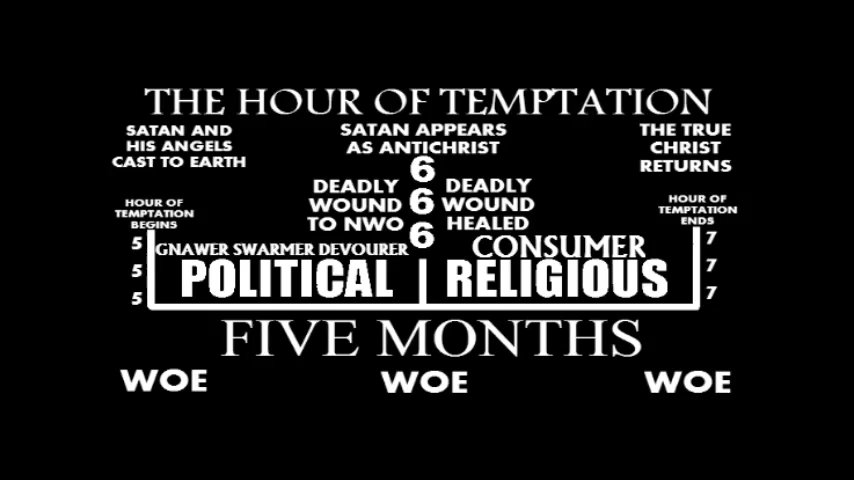 THE HOUR OF TEMPTATION
SATAN AND
HIS ANGELS
CAST TO EARTH
SATAN APPEARS
AS ANTICHRIST
THE TRUE
CHRIST
RETURNS
6
6
6
DEADLY
WOUND
TO NWO
DEADLY
WOUND
HEALED
HOUR OF
TEMPTATION
BEGINS
HOUR OF
TEMPTATION
ENDS
5
5
5
GNAWER SWARMER DEVOURER
POLITICAL
CONSUMER
RELIGIOUS
7
7
7
FIVE MONTHS
WOE WOE WOE